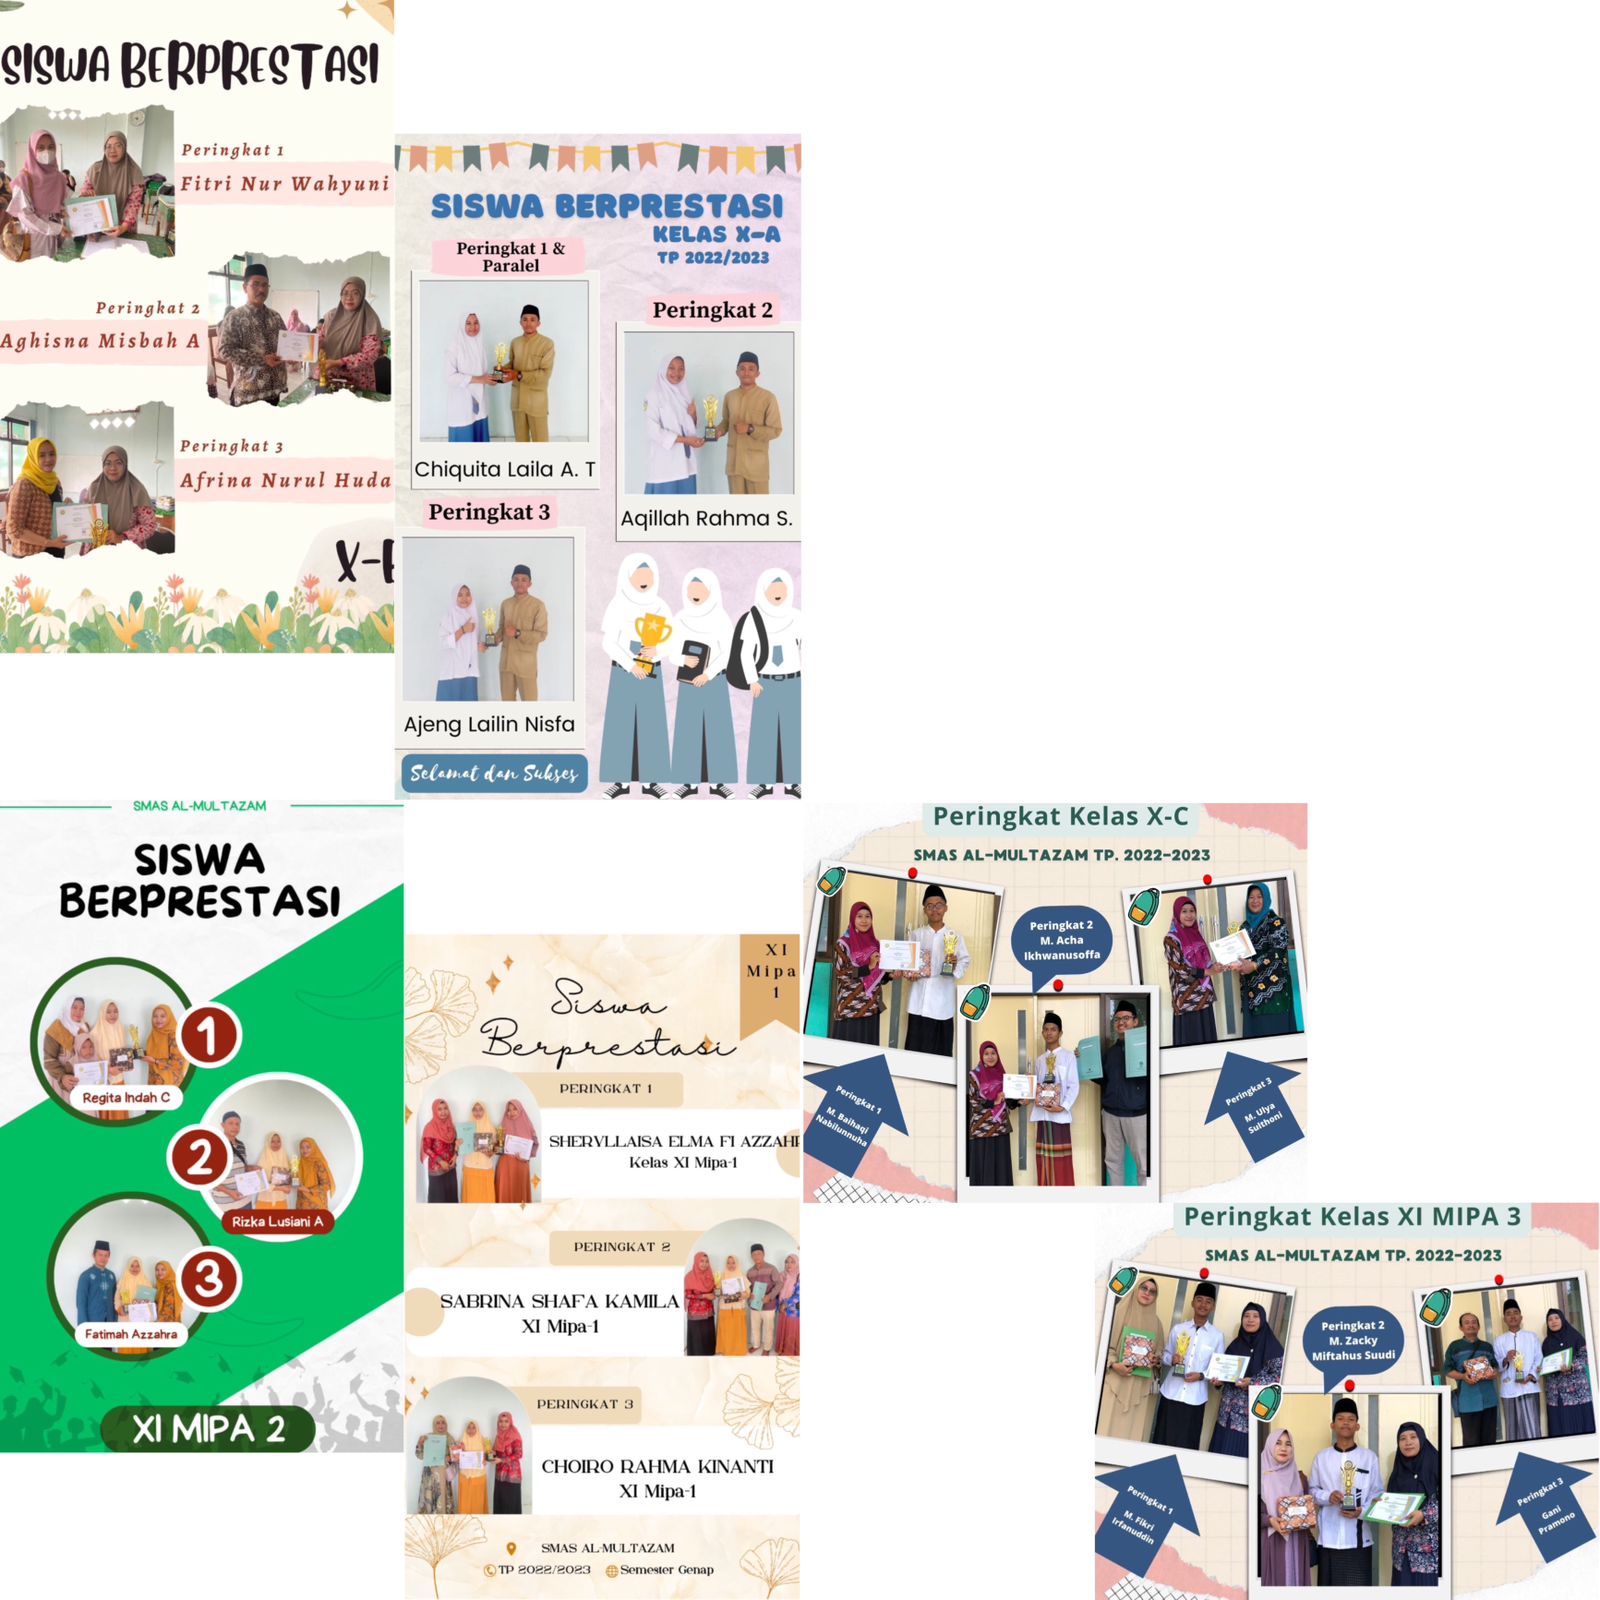 SISWA BERPRESTASI
Peringkat 1
Fitri Nur Wahyuni
Peringkat 2
Aghisna Misbah A
Peringkat 3
Afrina Nurul Huda
SISWA BERPRESTASI
KELAS X-A
TP 2022/2023
Peringkat 1 &
Paralel
Chiquita Laila A. T
Peringkat 2
Aqillah Rahma S.
Peringkat 3
Ajeng Lailin Nisfa
Selamat dan Sukses
SMAS AL-MULTAZAM
SISWA
BERPRESTASI
1
Regita Indah C
2
Rizka Lusiani A
3
Fatimah Azzahra
XI MIPA 2
XI
Mipa
1
Siswa
Berprestasi
PERINGKAT 1
SHERYLLAISA ELMA FI AZZAHR
Kelas XI Mipa-1
PERINGKAT 2
SABRINA SHAFA KAMILA
XI Mipa-1
PERINGKAT 3
CHOIRO RAHMA KINANTI
XI Mipa-1
SMAS AL-MULTAZAM
TP 2022/2023 Semester Genap
Peringkat Kelas X-C
SMAS AL-MULTAZAM TP. 2022-2023
Peringkat 2
M. Acha
Ikhwanusoffa
Peringkat 1
M. Baihaqi
Nabilunnuha
Peringkat 3
M. Ulya
Sulthoni
Peringkat Kelas XI MIPA 3
SMAS AL-MULTAZAM TP. 2022-2023
Peringkat 2
M. Zacky
Miftahus Suudi
Peringkat 1
M. Fikri
Irfanuddin
Peringkat 3
Gani
Pramono